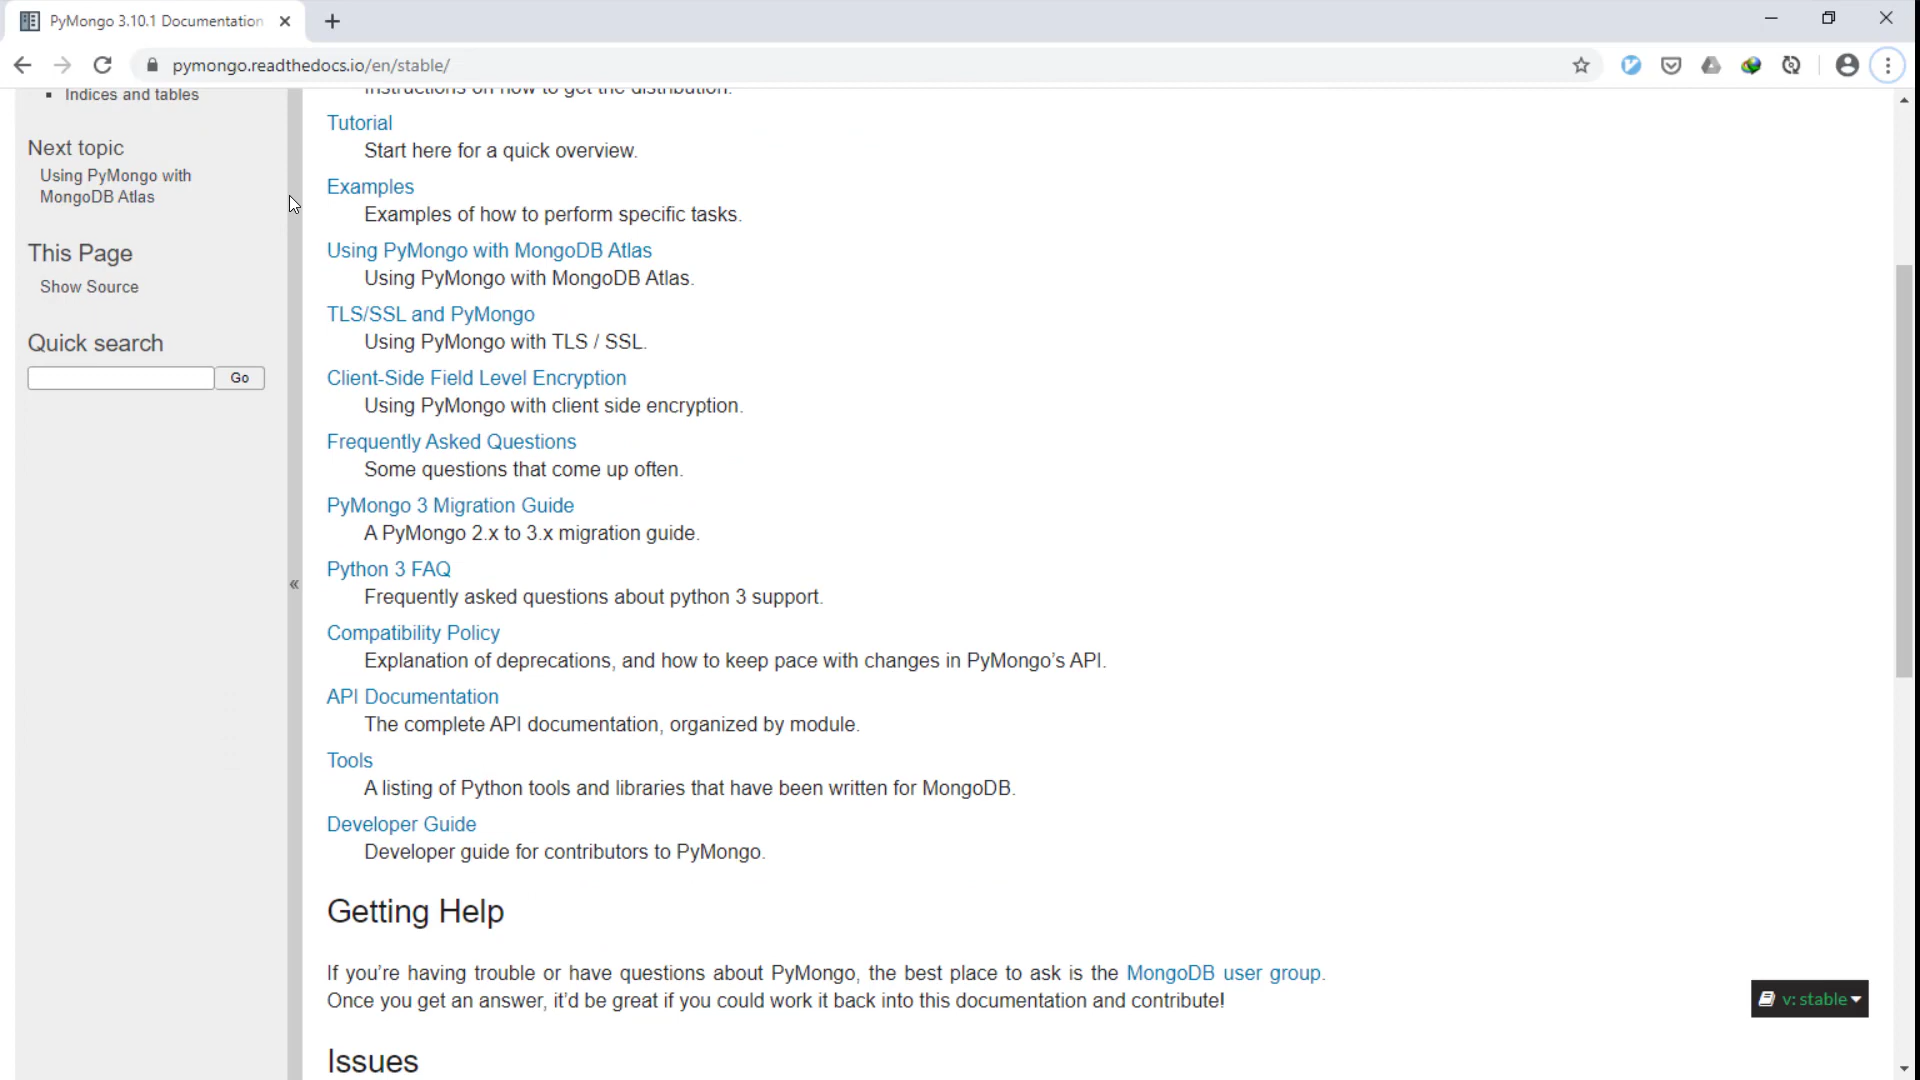 PyMongo 3.10.1 Documentation
pymongo.readthedocs.io/en/stable/
Indices and tables
Next topic
Using PyMongo with
MongoDB Atlas
This Page
Show Source
Quick search
Go
«
Instructions on how to get the distribution.
Tutorial
Start here for a quick overview.
Examples
Examples of how to perform specific tasks.
Using PyMongo with MongoDB Atlas
Using PyMongo with MongoDB Atlas.
TLS/SSL and PyMongo
Using PyMongo with TLS / SSL.
Client-Side Field Level Encryption
Using PyMongo with client side encryption.
Frequently Asked Questions
Some questions that come up often.
PyMongo 3 Migration Guide
A PyMongo 2.x to 3.x migration guide.
Python 3 FAQ
Frequently asked questions about python 3 support.
Compatibility Policy
Explanation of deprecations, and how to keep pace with changes in PyMongo’s API.
API Documentation
The complete API documentation, organized by module.
Tools
A listing of Python tools and libraries that have been written for MongoDB.
Developer Guide
Developer guide for contributors to PyMongo.
Getting Help
If you’re having trouble or have questions about PyMongo, the best place to ask is the MongoDB user group.
Once you get an answer, it’d be great if you could work it back into this documentation and contribute!
v: stable
Issues